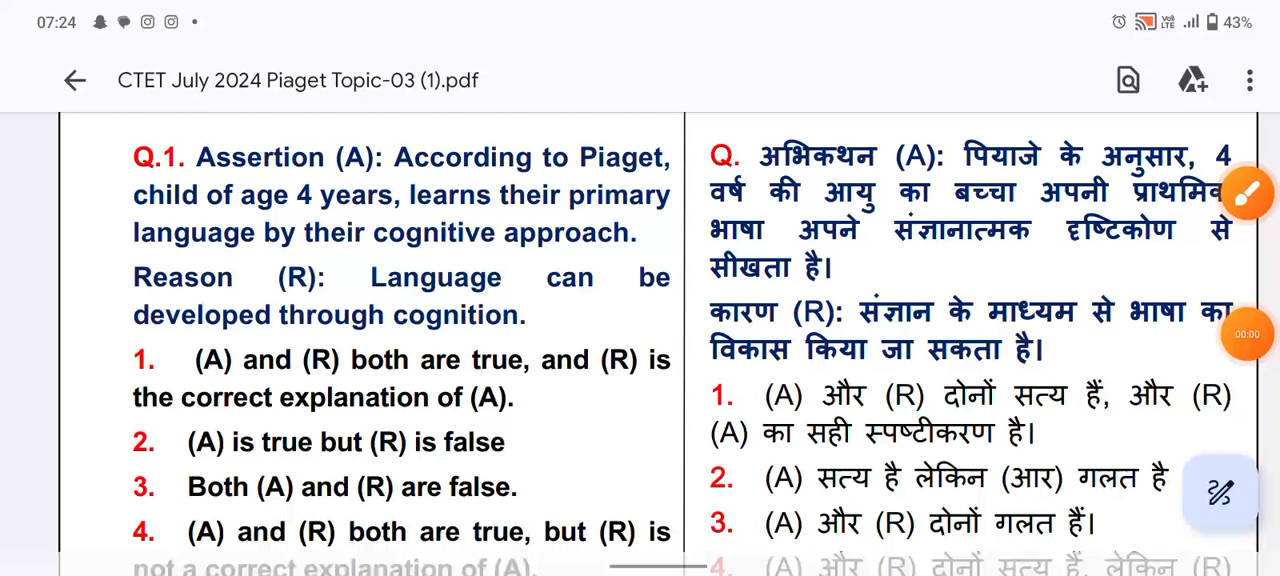 07:24
43%
CTET July 2024 Piaget Topic-03 (1).pdf
Q.1. Assertion (A): According to Piaget,
child of age 4 years, learns their primary
language by their cognitive approach.
Reason (R): Language can be
developed through cognition.
1. (A) and (R) both are true, and (R) is
the correct explanation of (A).
2. (A) is true but (R) is false
3. Both (A) and (R) are false.
4. (A) and (R) both are true, but (R) is
not a correct explanation of (A).
Q. अभिकथन (A): पियाजे के अनुसार, 4
वर्ष की आयु का बच्चा अपनी प्राथमिक
भाषा अपने संज्ञानात्मक दृष्टिकोण से
सीखता है।
कारण (R): संज्ञान के माध्यम से भाषा का
विकास किया जा सकता है।
1. (A) और (R) दोनों सत्य हैं, और (R)
(A) का सही स्पष्टीकरण है।
2. (A) सत्य है लेकिन (आर) गलत है
3. (A) और (R) दोनों गलत हैं।
4. (A) और (R) दोनों सत्य हैं, लेकिन (R)
00:00